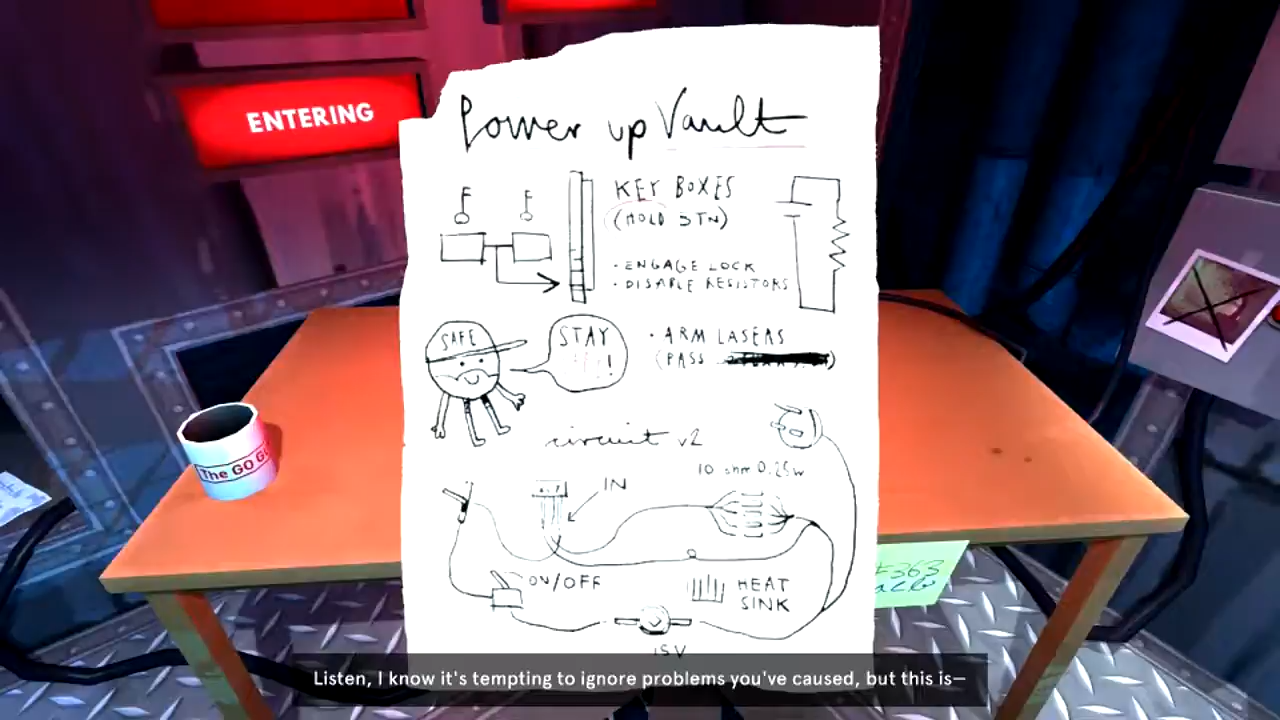 ENTERING
Power up Vault
KEY BOXES
(HOLD BTN)
• ENGAGE LOCK
• DISABLE RESISTORS
SAFE
STAY
• ARM LASERS
(PASS
circuit v2
10 ohm 0.25w
IN
ON/OFF
HEAT
SINK
15V
The GO G
Listen, I know it's tempting to ignore problems you've caused, but this is—